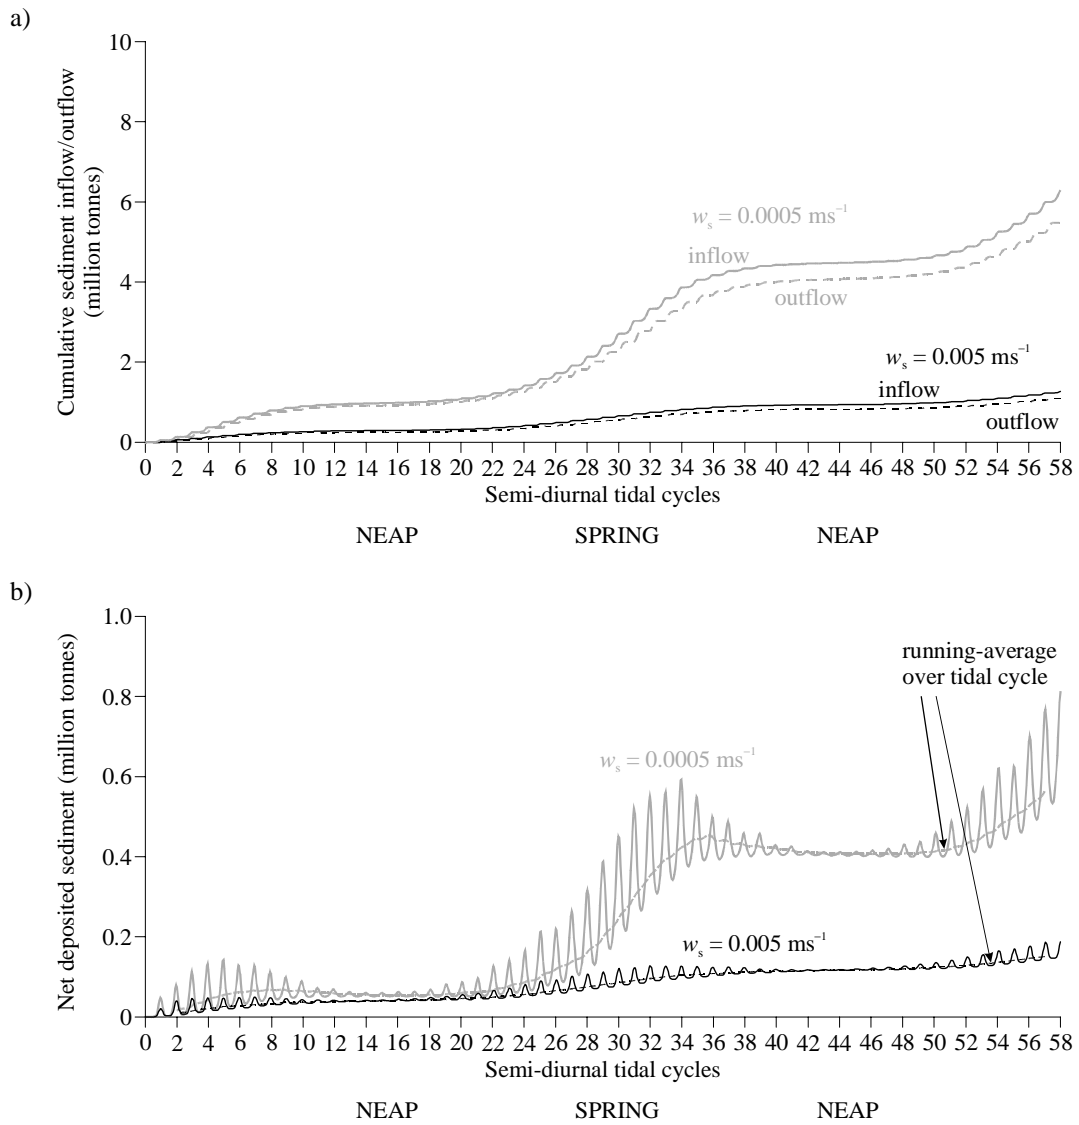 a)
Cumulative sediment inflow/outflow
(million tonnes)
10
8
6
4
2
0
wₛ = 0.0005 ms⁻¹
inflow
outflow
wₛ = 0.005 ms⁻¹
inflow
outflow
0 2 4 6 8 10 12 14 16 18 20 22 24 26 28 30 32 34 36 38 40 42 44 46 48 50 52 54 56 58
Semi-diurnal tidal cycles
NEAP SPRING NEAP
b)
Net deposited sediment (million tonnes)
1.0
0.8
0.6
0.4
0.2
0
running-average
over tidal cycle
wₛ = 0.0005 ms⁻¹
wₛ = 0.005 ms⁻¹
0 2 4 6 8 10 12 14 16 18 20 22 24 26 28 30 32 34 36 38 40 42 44 46 48 50 52 54 56 58
Semi-diurnal tidal cycles
NEAP SPRING NEAP